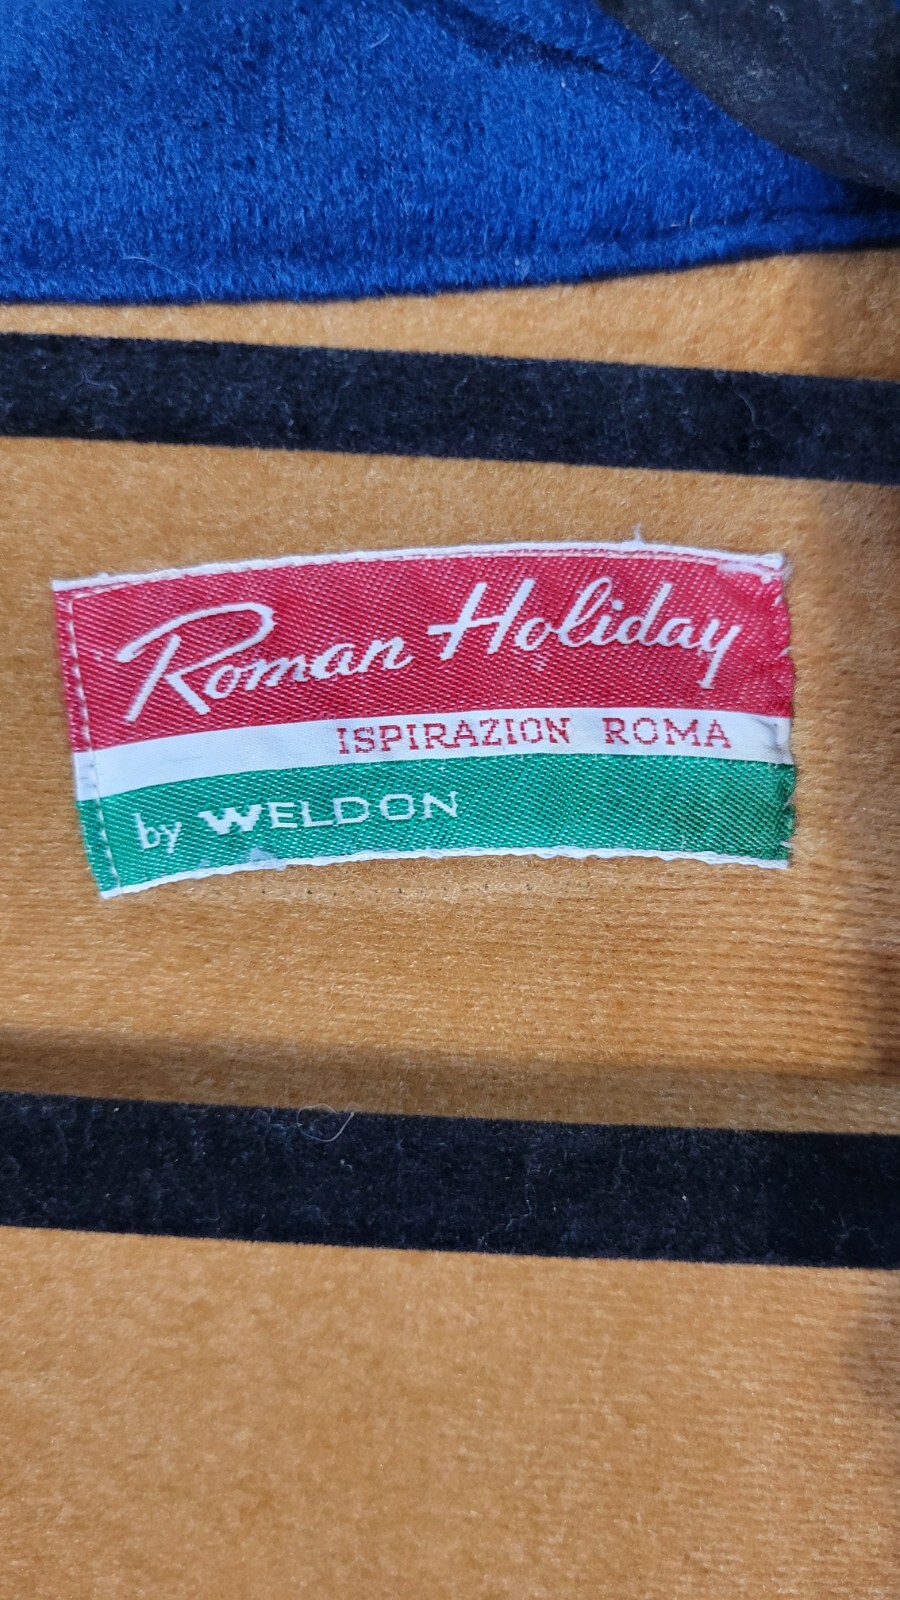 Roman Holiday
ISPIRAZION ROMA
by WELDON